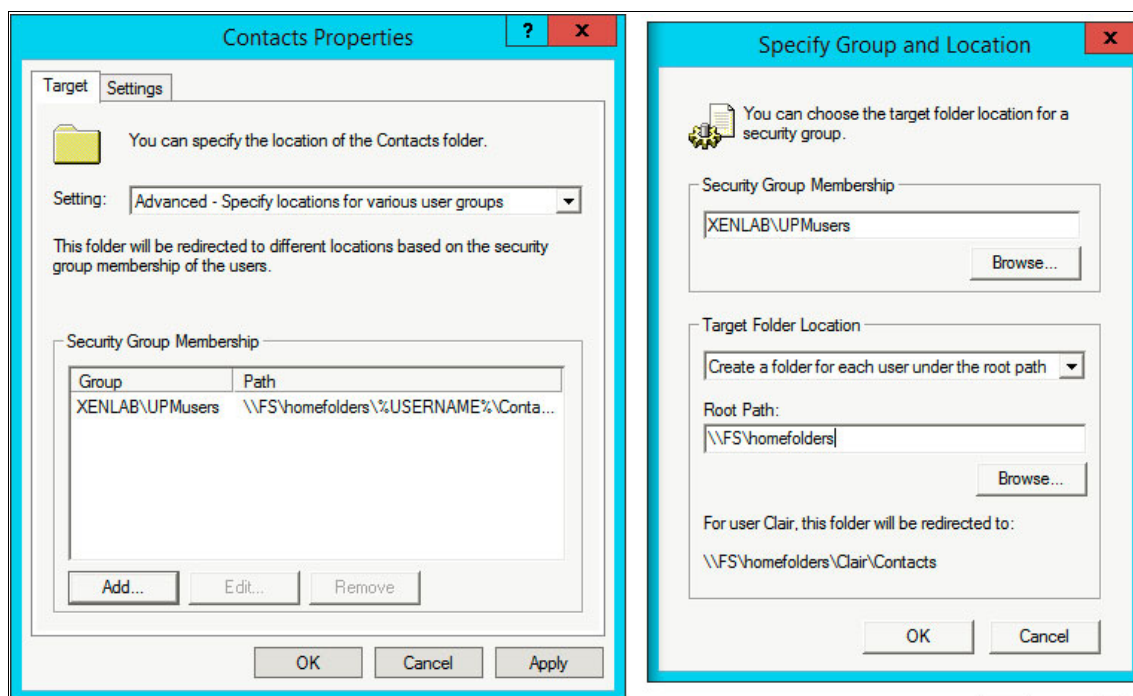 Contacts Properties
?
x
Target
Settings
You can specify the location of the Contacts folder.
Setting:
Advanced - Specify locations for various user groups
This folder will be redirected to different locations based on the security
group membership of the users.
Security Group Membership
Group
Path
XENLAB\UPMusers
\\FS\homefolders\%USERNAME%\Conta...
Add...
Edit...
Remove
OK
Cancel
Apply
Specify Group and Location
x
You can choose the target folder location for a
security group.
Security Group Membership
XENLAB\UPMusers
Browse...
Target Folder Location
Create a folder for each user under the root path
Root Path:
\\FS\homefolders
Browse...
For user Clair, this folder will be redirected to:
\\FS\homefolders\Clair\Contacts
OK
Cancel